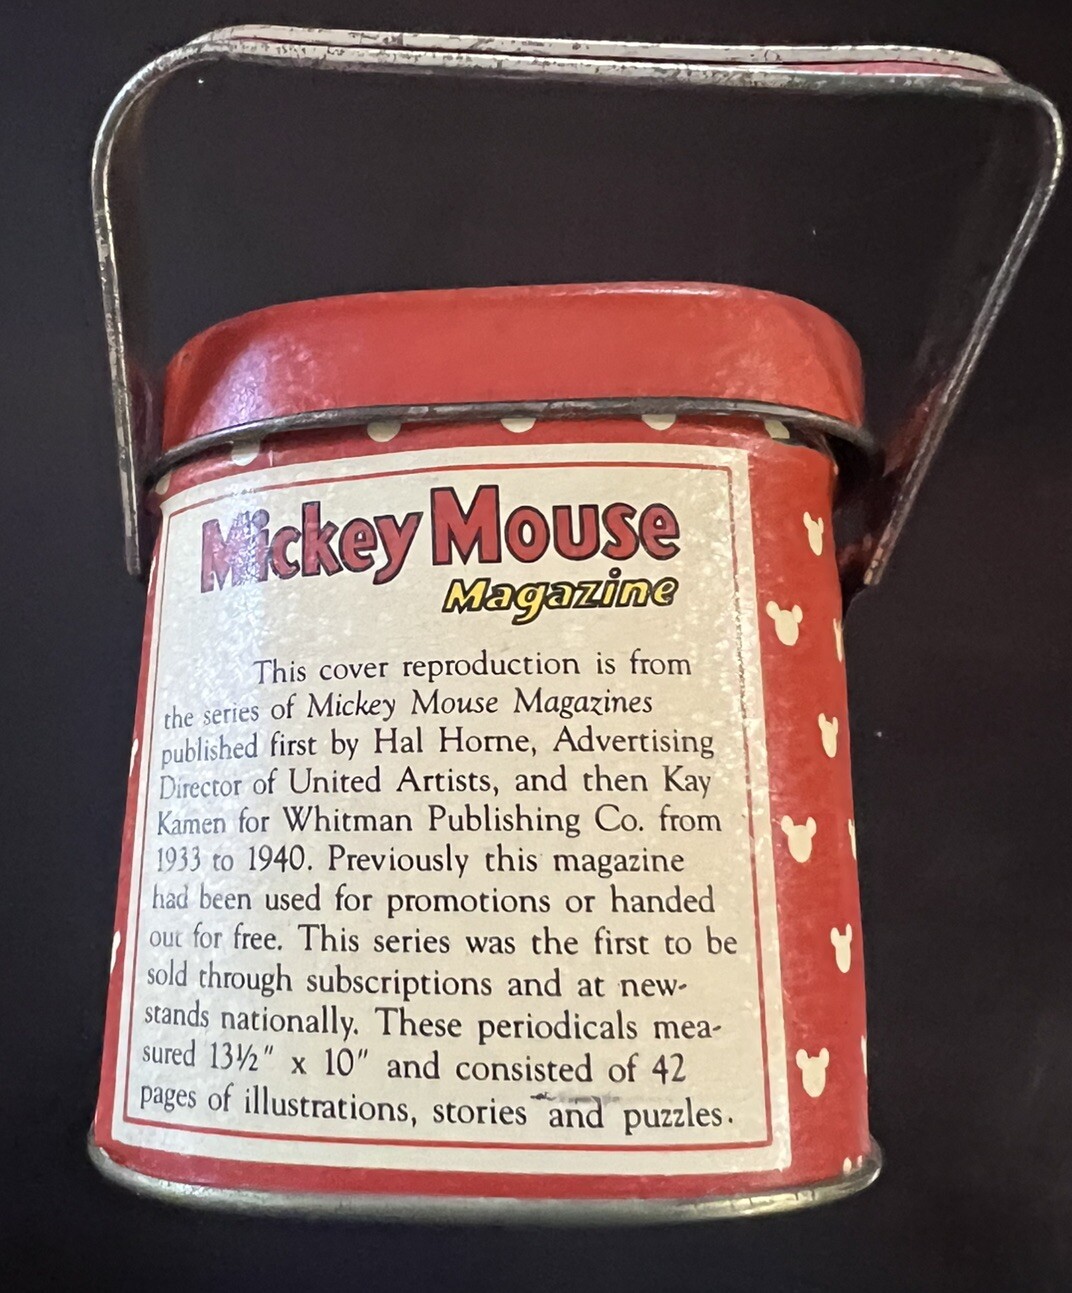 Mickey Mouse
Magazine
This cover reproduction is from
the series of Mickey Mouse Magazines
published first by Hal Horne, Advertising
Director of United Artists, and then Kay
Kamen for Whitman Publishing Co. from
1933 to 1940. Previously this magazine
had been used for promotions or handed
out for free. This series was the first to be
sold through subscriptions and at new-
stands nationally. These periodicals mea-
sured 13½" x 10" and consisted of 42
pages of illustrations, stories and puzzles.